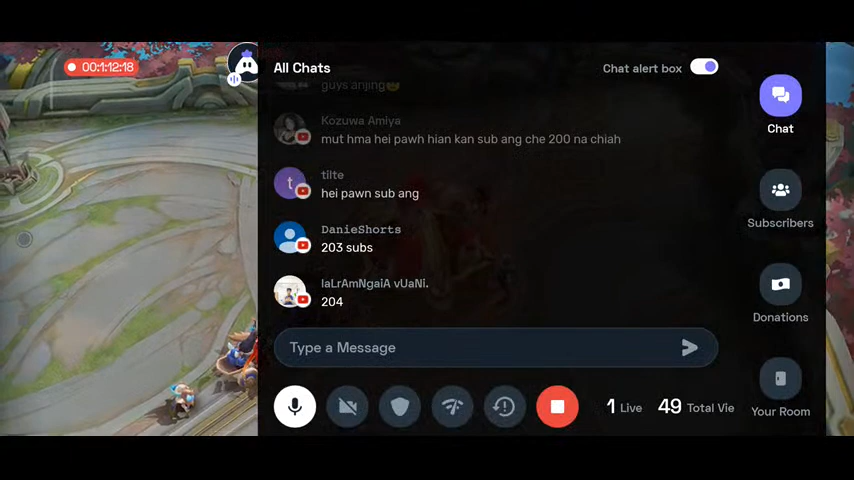 00:1:12:18
All Chats
Chat alert box
guys anjing
Kozuwa Amiya
mut hma hei pawh hian kan sub ang che 200 na chiah
Chat
t
tilte
hei pawn sub ang
Subscribers
DanieShorts
203 subs
laLrAmNgaiA vUaNi.
204
Donations
Type a Message
1 Live
49 Total Vie
Your Room